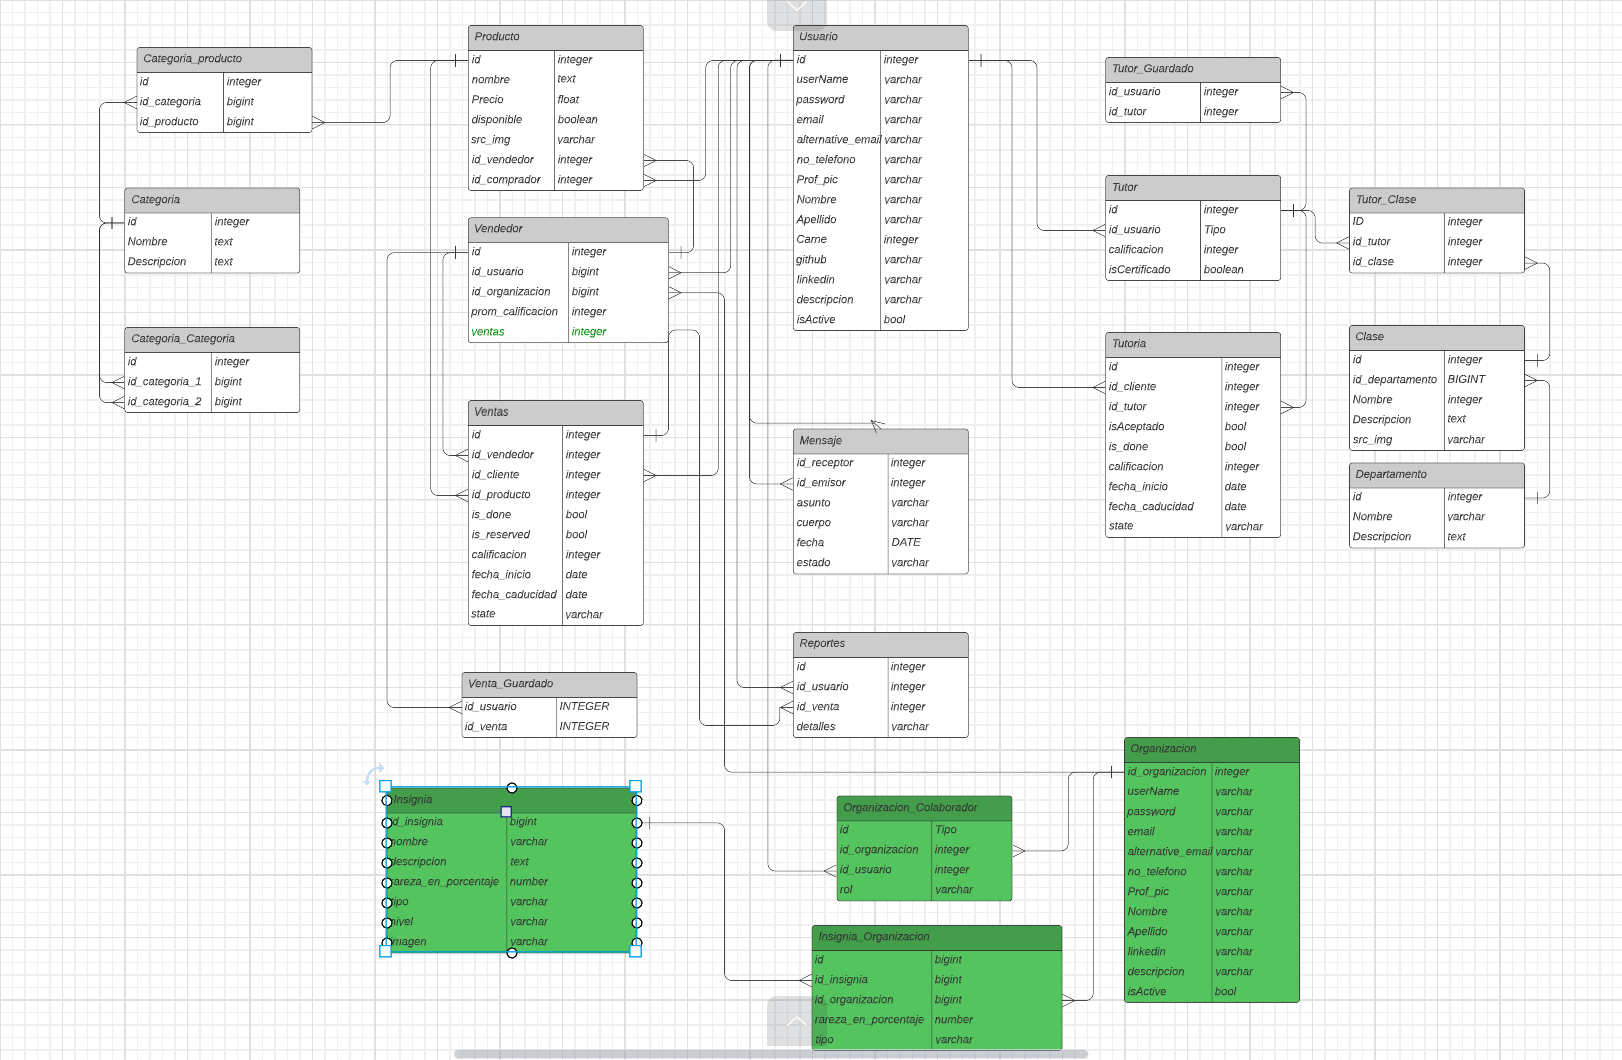 Categoria_producto
id integer
id_categoria bigint
id_producto bigint
Categoria
id integer
Nombre text
Descripcion text
Categoria_Categoria
id integer
id_categoria_1 bigint
id_categoria_2 bigint
Producto
id integer
nombre text
Precio float
disponible boolean
src_img varchar
id_vendedor integer
id_comprador integer
Vendedor
id integer
id_usuario bigint
id_organizacion bigint
prom_calificacion integer
ventas integer
Ventas
id integer
id_vendedor integer
id_cliente integer
id_producto integer
is_done bool
is_reserved bool
calificacion integer
fecha_inicio date
fecha_caducidad date
state varchar
Venta_Guardado
id_usuario INTEGER
id_venta INTEGER
Insignia
id_insignia bigint
nombre varchar
descripcion text
rareza_en_porcentaje number
tipo varchar
nivel varchar
imagen varchar
Usuario
id integer
userName varchar
password varchar
email varchar
alternative_email varchar
no_telefono varchar
Prof_pic varchar
Nombre varchar
Apellido varchar
Carne integer
github varchar
linkedin varchar
descripcion varchar
isActive bool
Mensaje
id_receptor integer
id_emisor integer
asunto varchar
cuerpo varchar
fecha DATE
estado varchar
Reportes
id integer
id_usuario integer
id_venta integer
detalles varchar
Organizacion_Colaborador
id Tipo
id_organizacion integer
id_usuario integer
rol varchar
Insignia_Organizacion
id bigint
id_insignia bigint
id_organizacion bigint
rareza_en_porcentaje number
tipo varchar
Tutor_Guardado
id_usuario integer
id_tutor integer
Tutor
id integer
id_usuario Tipo
calificacion integer
isCertificado boolean
Tutoria
id integer
id_cliente integer
id_tutor integer
isAceptado bool
is_done bool
calificacion integer
fecha_inicio date
fecha_caducidad date
state varchar
Organizacion
id_organizacion integer
userName varchar
password varchar
email varchar
alternative_email varchar
no_telefono varchar
Prof_pic varchar
Nombre varchar
Apellido varchar
linkedin varchar
descripcion varchar
isActive bool
Tutor_Clase
ID integer
id_tutor integer
id_clase integer
Clase
id integer
id_departamento BIGINT
Nombre integer
Descripcion text
src_img varchar
Departamento
id integer
Nombre varchar
Descripcion text